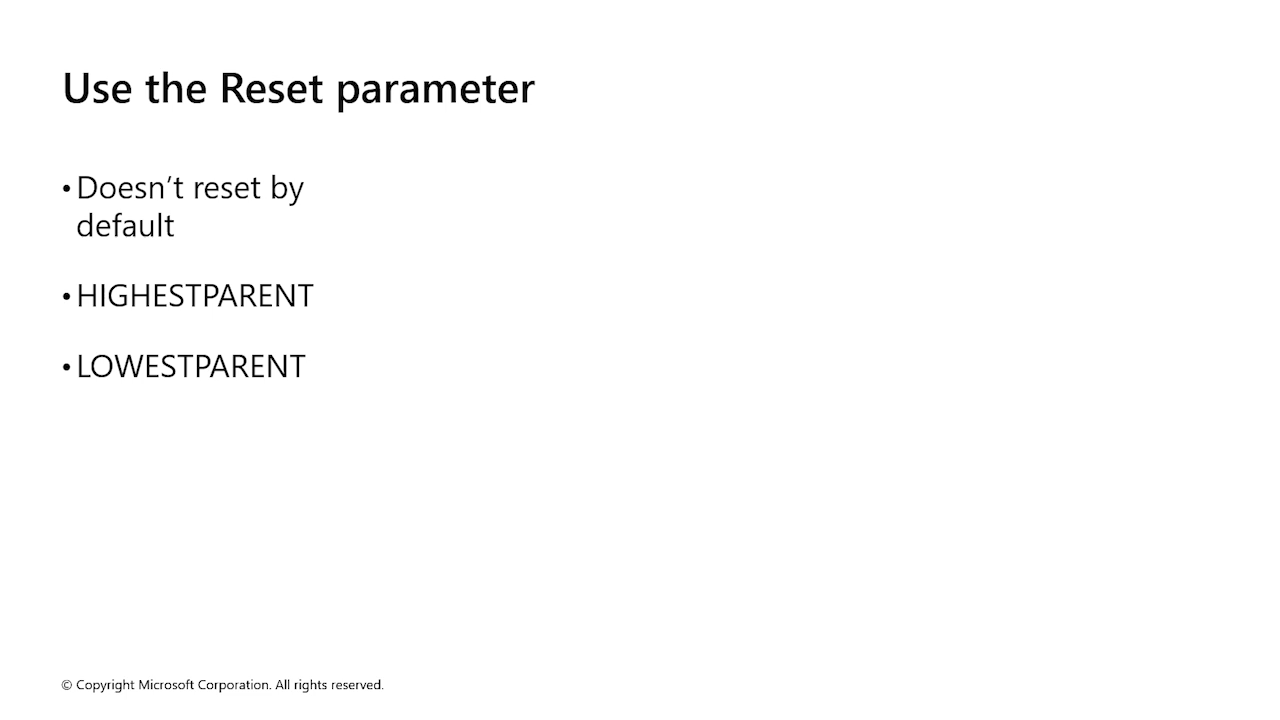 Use the Reset parameter
• Doesn’t reset by
default
• HIGHESTPARENT
• LOWESTPARENT
© Copyright Microsoft Corporation. All rights reserved.